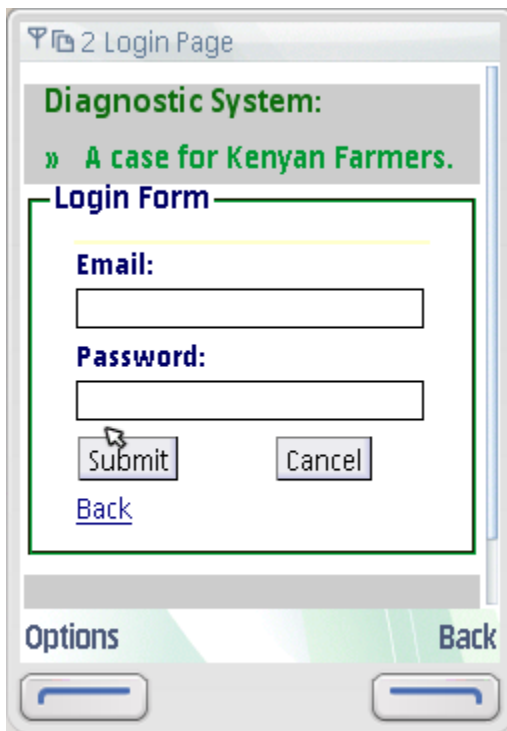 2 Login Page
Diagnostic System:
» A case for Kenyan Farmers.
Login Form
Email:
Password:
Submit Cancel
Back
Options Back